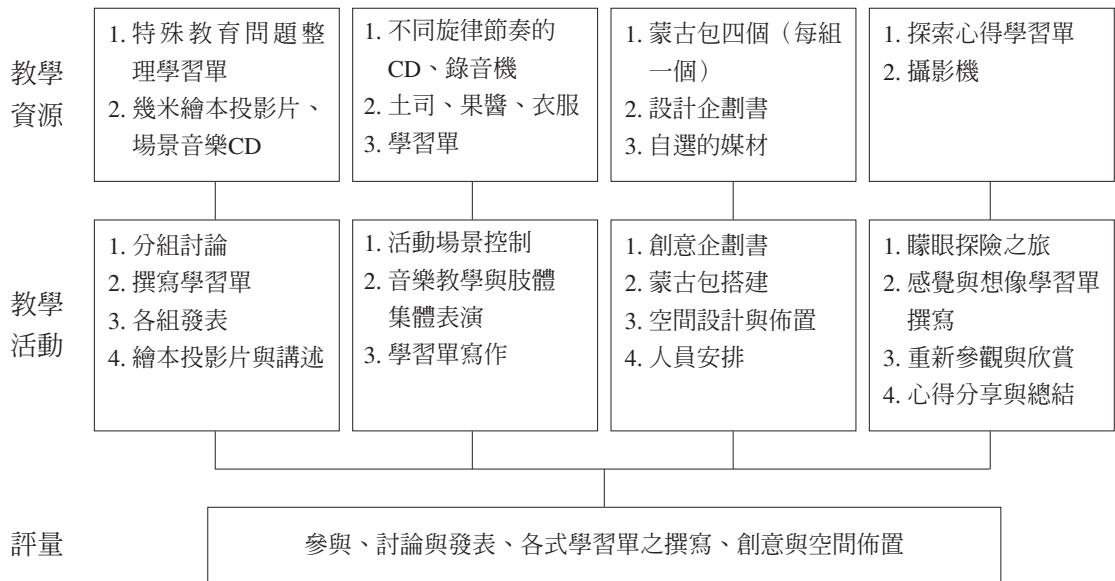 教學
資源
1. 特殊教育問題整
理學習單
2. 幾米繪本投影片、
場景音樂CD
1. 不同旋律節奏的
CD、錄音機
2. 土司、果醬、衣服
3. 學習單
1. 蒙古包四個（每組
一個）
2. 設計企劃書
3. 自選的媒材
1. 探索心得學習單
2. 攝影機
教學
活動
1. 分組討論
2. 撰寫學習單
3. 各組發表
4. 繪本投影片與講述
1. 活動場景控制
2. 音樂教學與肢體
集體表演
3. 學習單寫作
1. 創意企劃書
2. 蒙古包搭建
3. 空間設計與佈置
4. 人員安排
1. 矇眼探險之旅
2. 感覺與想像學習單
撰寫
3. 重新參觀與欣賞
4. 心得分享與總結
評量
參與、討論與發表、各式學習單之撰寫、創意與空間佈置